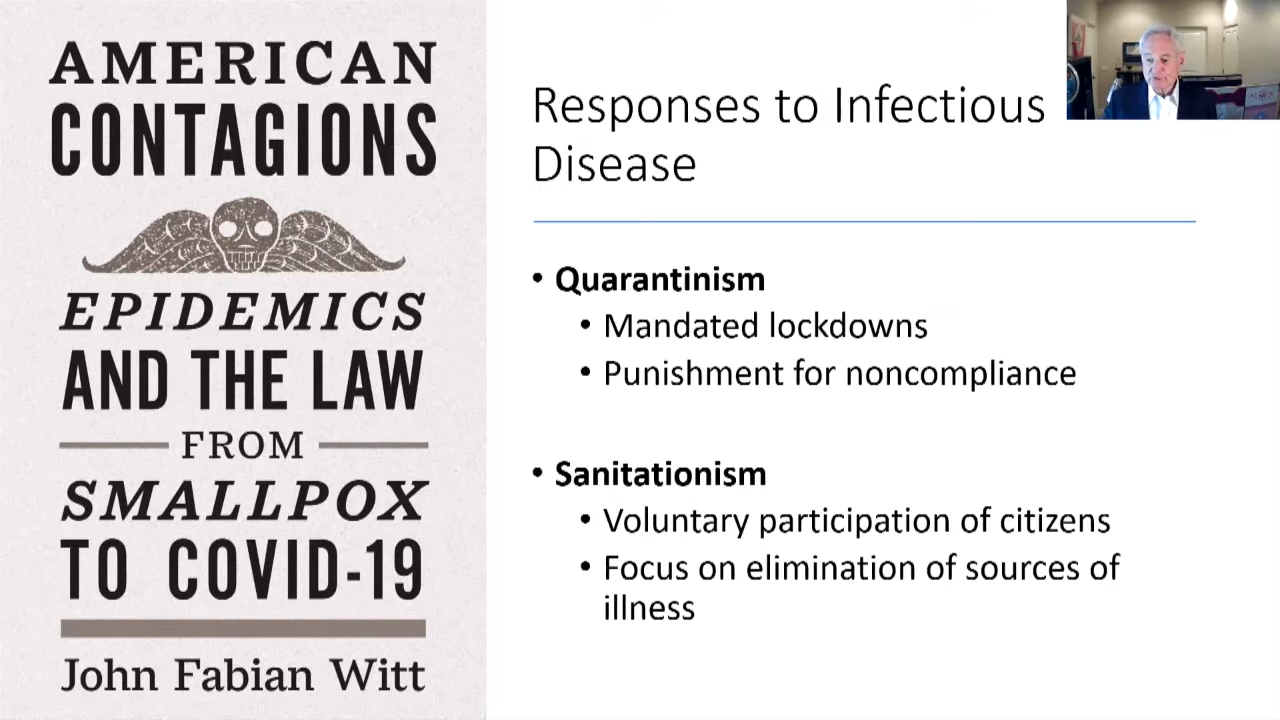 AMERICAN
CONTAGIONS
EPIDEMICS
AND THE LAW
FROM
SMALLPOX
TO COVID-19
John Fabian Witt
Responses to Infectious
Disease
• Quarantinism
• Mandated lockdowns
• Punishment for noncompliance
• Sanitationism
• Voluntary participation of citizens
• Focus on elimination of sources of
illness